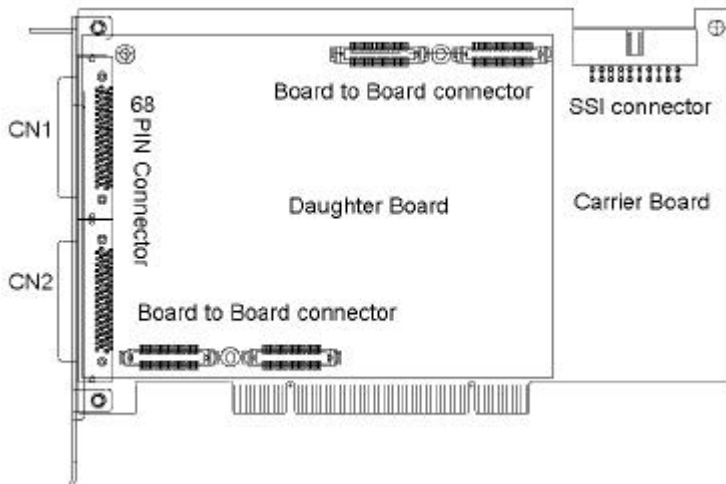 Board to Board connector
SSI connector
CN1
68
PIN Connector
Daughter Board
Carrier Board
CN2
Board to Board connector